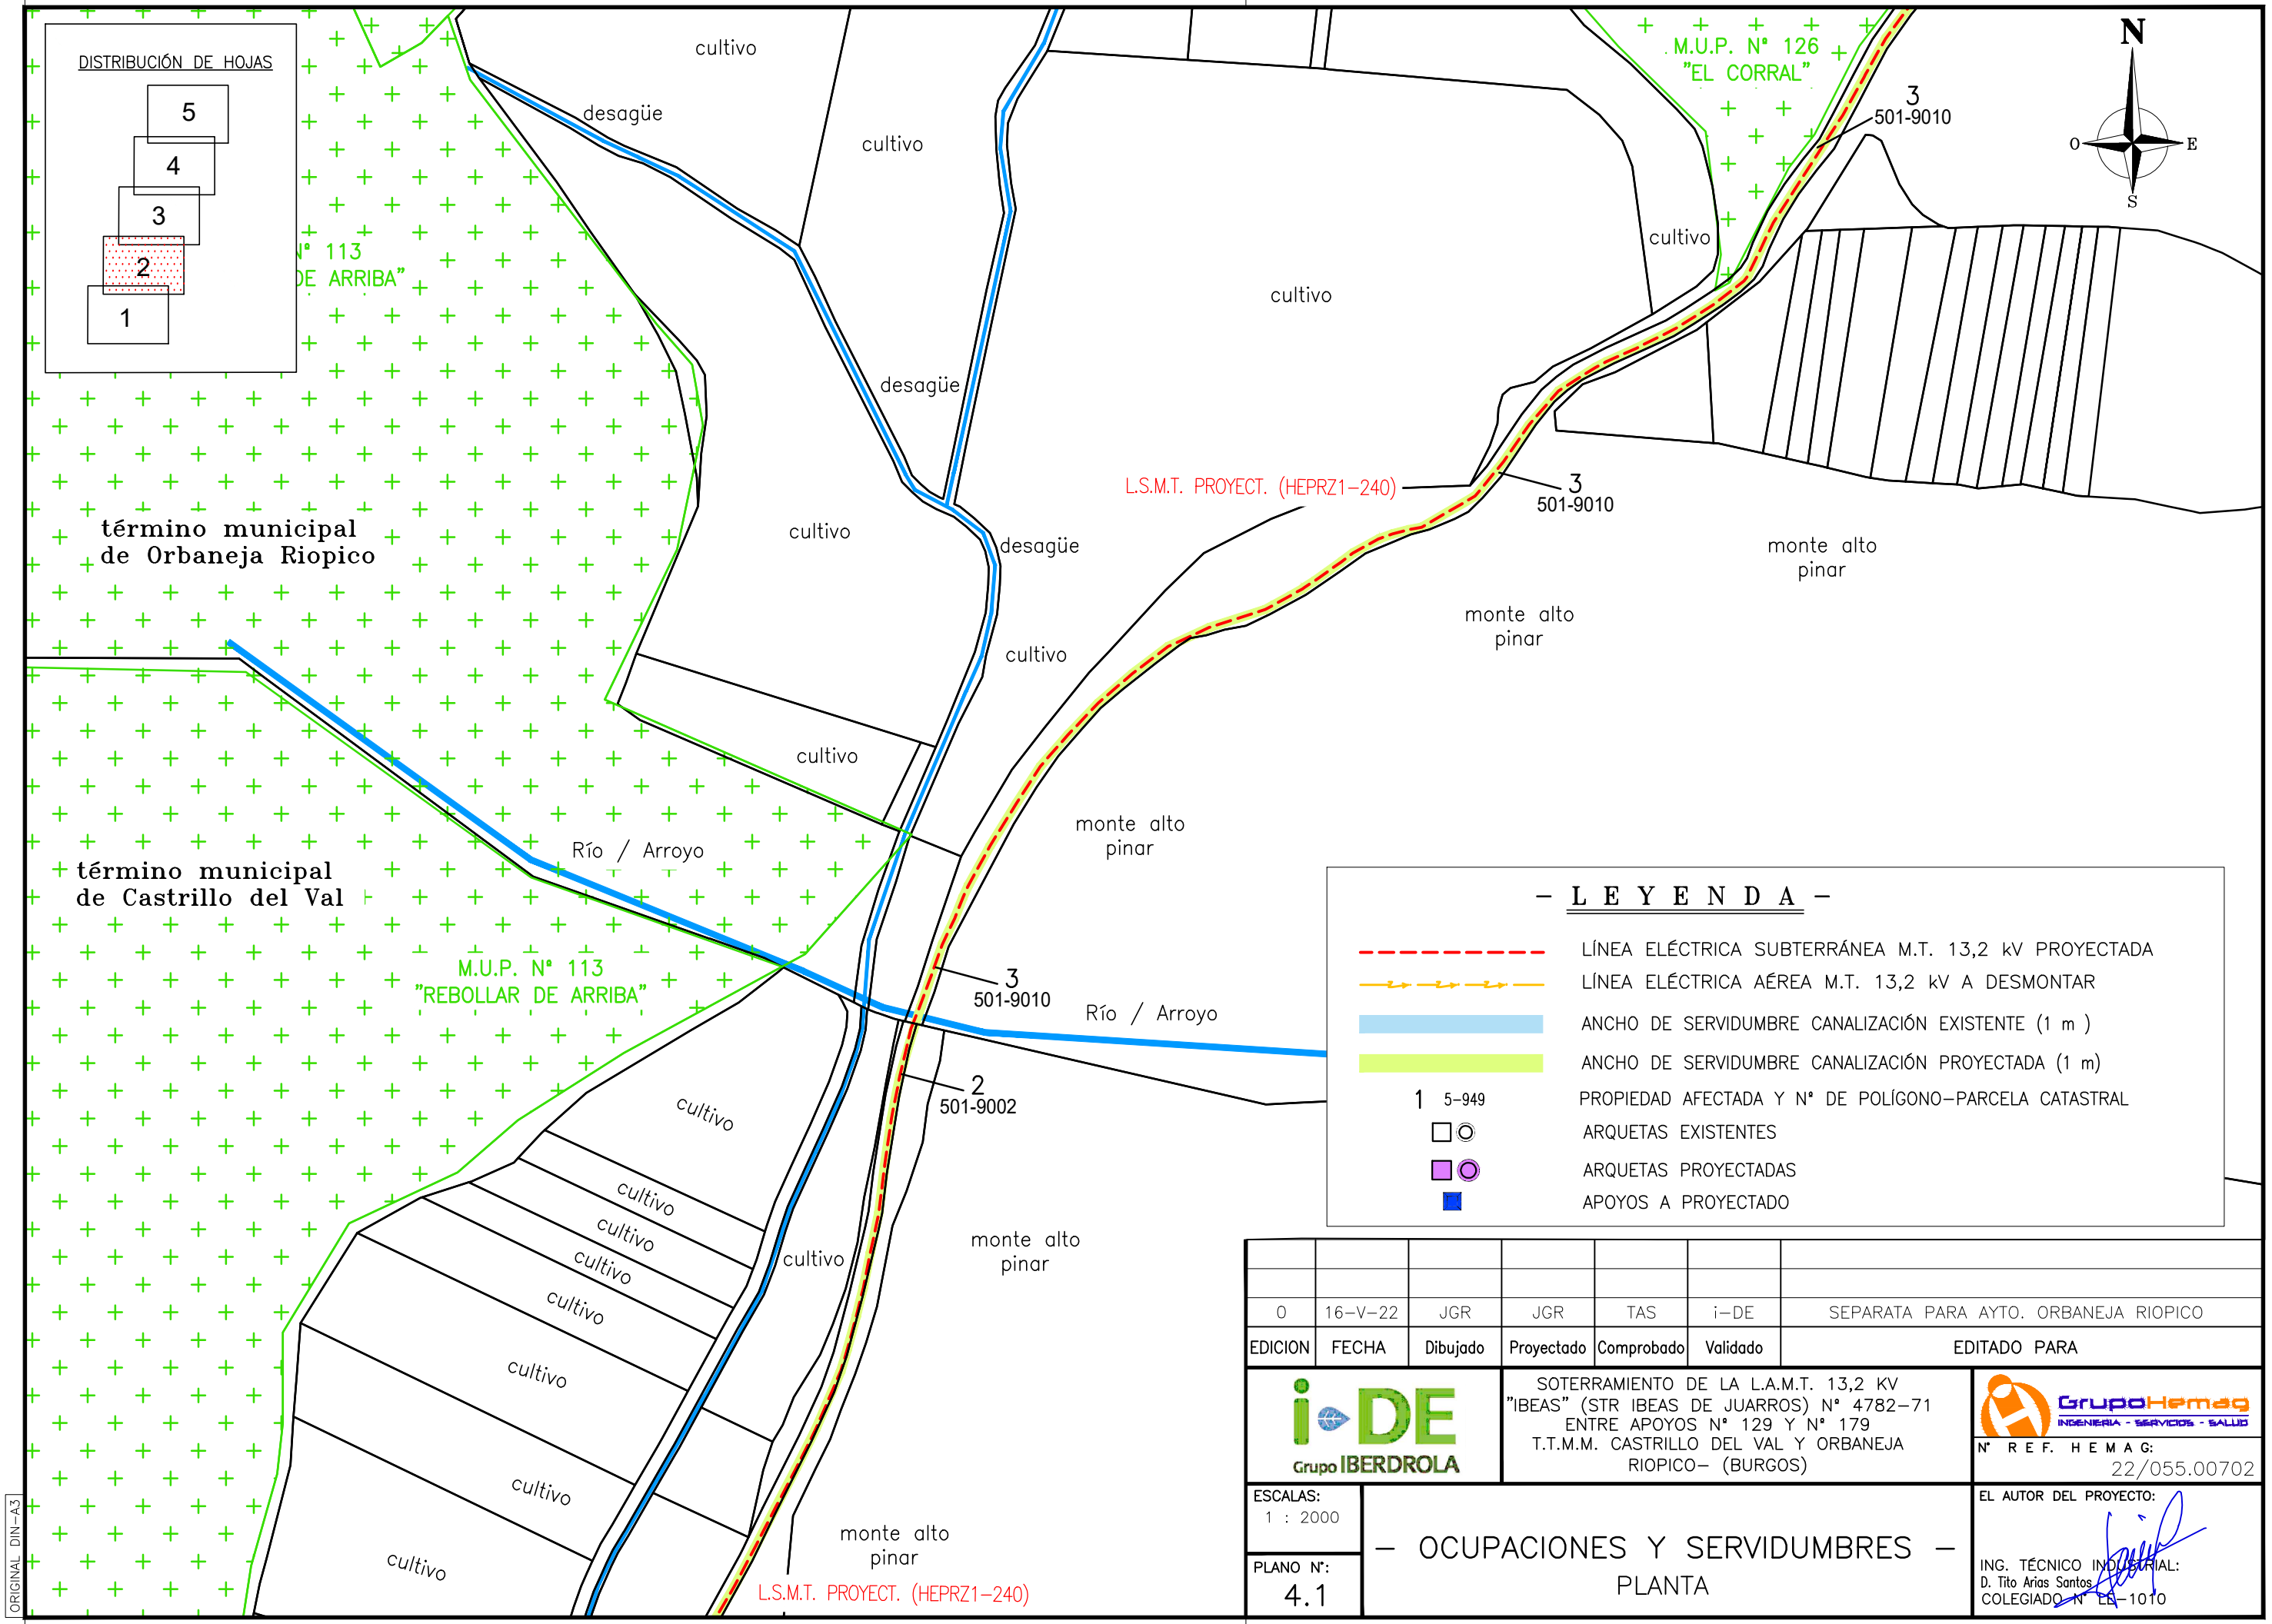 DISTRIBUCIÓN DE HOJAS
5
4
3
2
1
Nº 113
DE ARRIBA"
cultivo
desagüe
cultivo
M.U.P. Nº 126
"EL CORRAL"
N
O
E
S
3
501-9010
cultivo
cultivo
desagüe
L.S.M.T. PROYECT. (HEPRZ1-240)
3
501-9010
término municipal
de Orbaneja Riopico
cultivo
desagüe
monte alto
pinar
monte alto
pinar
cultivo
cultivo
monte alto
pinar
Río / Arroyo
término municipal
de Castrillo del Val
M.U.P. Nº 113
"REBOLLAR DE ARRIBA"
3
501-9010
Río / Arroyo
2
501-9002
cultivo
cultivo
cultivo
cultivo
cultivo
cultivo
cultivo
cultivo
cultivo
monte alto
pinar
monte alto
pinar
L.S.M.T. PROYECT. (HEPRZ1-240)
- LEYENDA -
LÍNEA ELÉCTRICA SUBTERRÁNEA M.T. 13,2 kV PROYECTADA
LÍNEA ELÉCTRICA AÉREA M.T. 13,2 kV A DESMONTAR
ANCHO DE SERVIDUMBRE CANALIZACIÓN EXISTENTE (1 m )
ANCHO DE SERVIDUMBRE CANALIZACIÓN PROYECTADA (1 m)
1 5-949 PROPIEDAD AFECTADA Y Nº DE POLÍGONO-PARCELA CATASTRAL
ARQUETAS EXISTENTES
ARQUETAS PROYECTADAS
APOYOS A PROYECTADO
0 16-V-22 JGR JGR TAS i-DE SEPARATA PARA AYTO. ORBANEJA RIOPICO
EDICION FECHA Dibujado Proyectado Comprobado Validado EDITADO PARA
i-DE
Grupo IBERDROLA
SOTERRAMIENTO DE LA L.A.M.T. 13,2 KV
"IBEAS" (STR IBEAS DE JUARROS) Nº 4782-71
ENTRE APOYOS Nº 129 Y Nº 179
T.T.M.M. CASTRILLO DEL VAL Y ORBANEJA
RIOPICO- (BURGOS)
GrupoHemag
INGENIERIA - SERVICIOS - SALUD
Nº REF. HEMAG:
22/055.00702
ESCALAS:
1 : 2000
PLANO Nº:
4.1
- OCUPACIONES Y SERVIDUMBRES -
PLANTA
EL AUTOR DEL PROYECTO:
ING. TÉCNICO INDUSTRIAL:
D. Tito Arias Santos
COLEGIADO Nº LE-1010
ORIGINAL DIN-A3